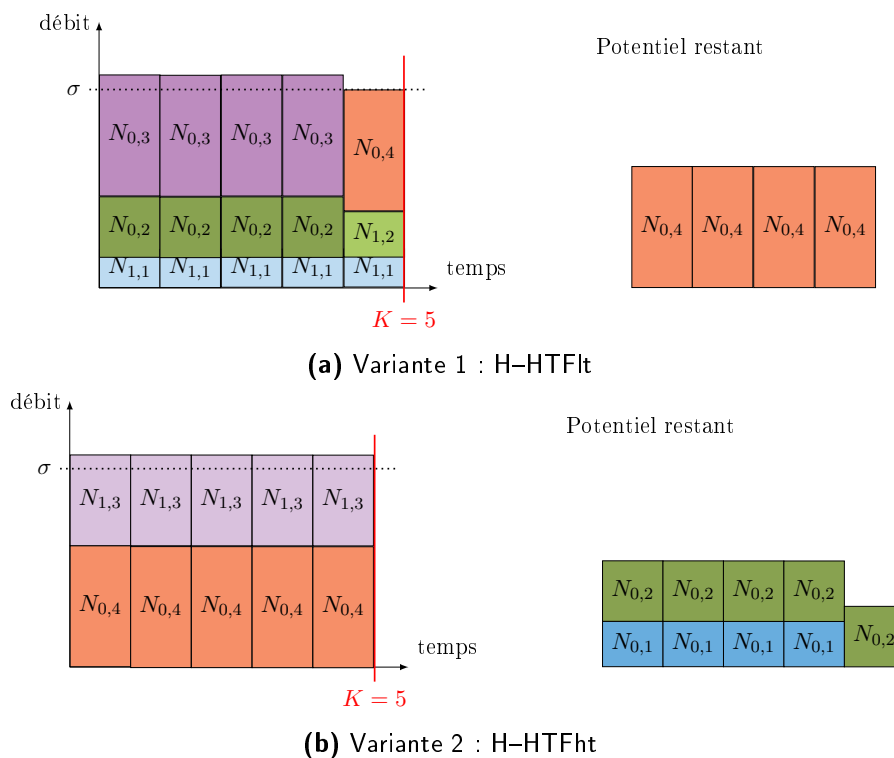 débit
Potentiel restant
σ
N0,3 N0,3 N0,3 N0,3 N0,4
N0,2 N0,2 N0,2 N0,2 N1,2
N1,1 N1,1 N1,1 N1,1 N1,1
temps
N0,4 N0,4 N0,4 N0,4
K = 5
(a) Variante 1 : H–HTFlt
débit
Potentiel restant
σ
N1,3 N1,3 N1,3 N1,3 N1,3
N0,4 N0,4 N0,4 N0,4 N0,4
temps
N0,2 N0,2 N0,2 N0,2 N0,2
N0,1 N0,1 N0,1 N0,1
K = 5
(b) Variante 2 : H–HTFht